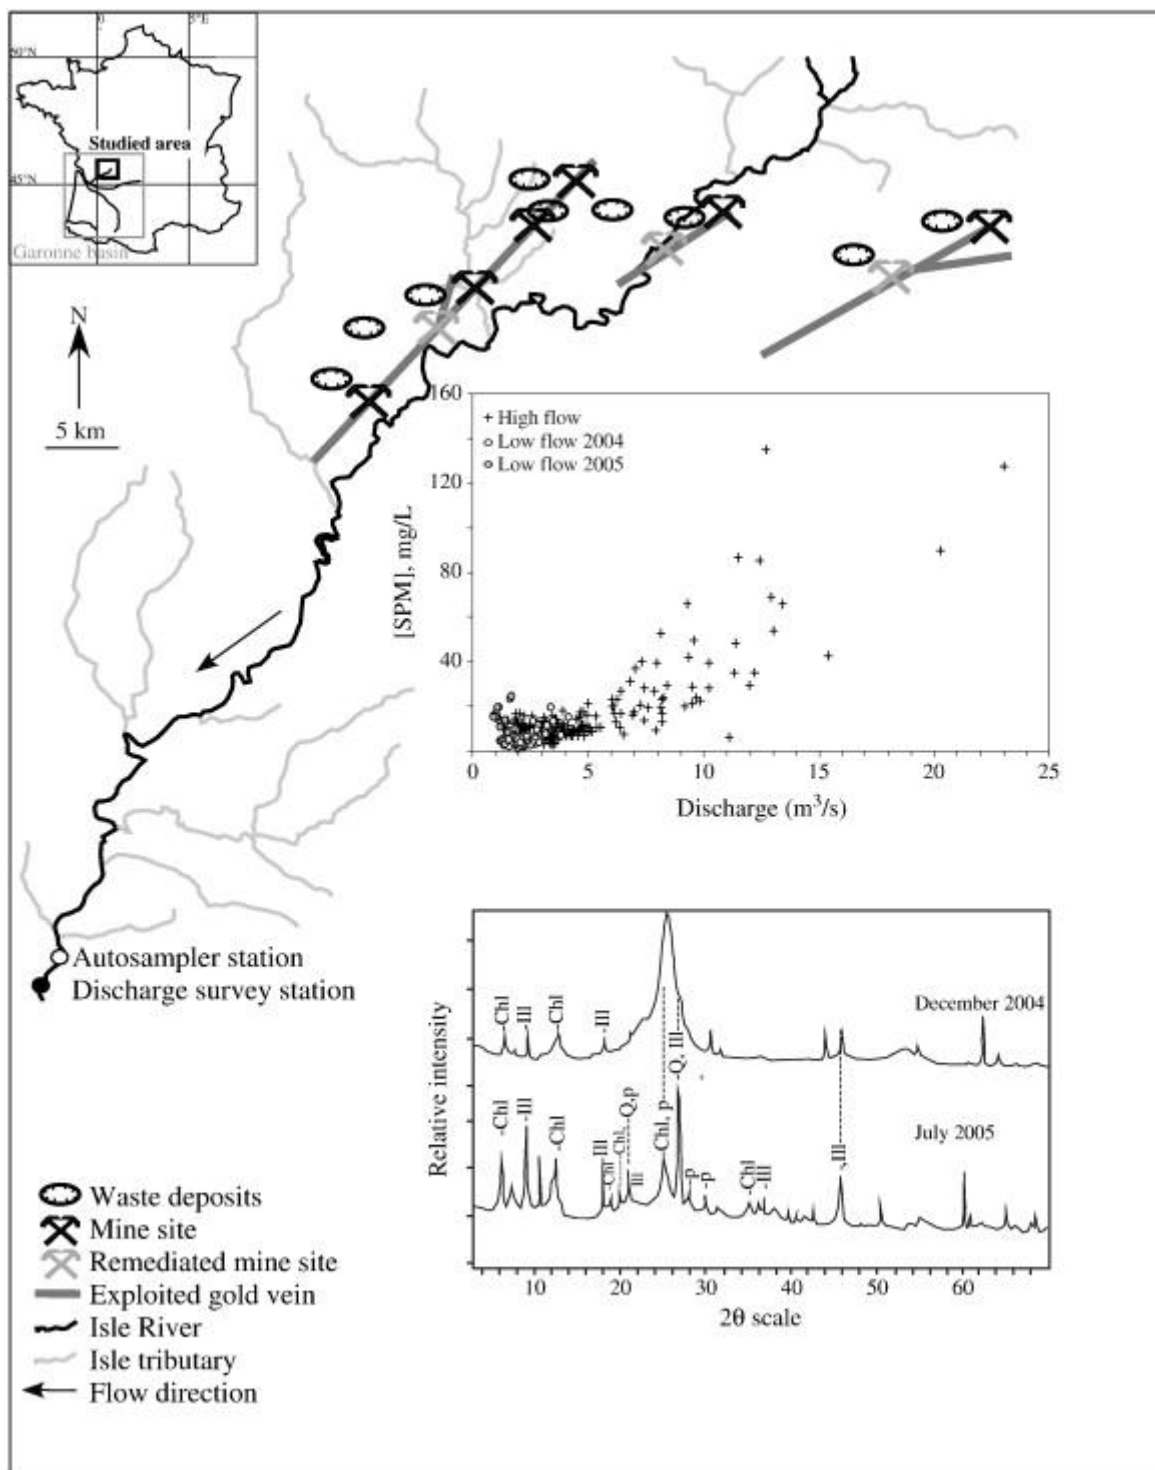 0
5°E
50°N
Studied area
45°N
Garonne basin
N
5 km
160
120
80
40
+ High flow
Low flow 2004
Low flow 2005
[SPM], mg/L
0 5 10 15 20 25
Discharge (m³/s)
Autosampler station
Discharge survey station
Chl
Ill
Chl
Ill
Q, Ill
December 2004
Chl
Ill
Chl
Ill
Chl
Chl,
Q,p
Ill
Chl, p
p
p
Chl
Ill
Ill
July 2005
Relative intensity
10 20 30 40 50 60
2θ scale
Waste deposits
Mine site
Remediated mine site
Exploited gold vein
Isle River
Isle tributary
Flow direction